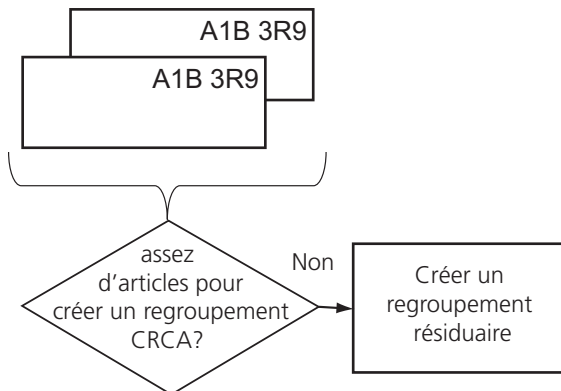 A1B 3R9
A1B 3R9
assez
d'articles pour
créer un regroupement
CRCA?
Non
Créer un
regroupement
résiduaire